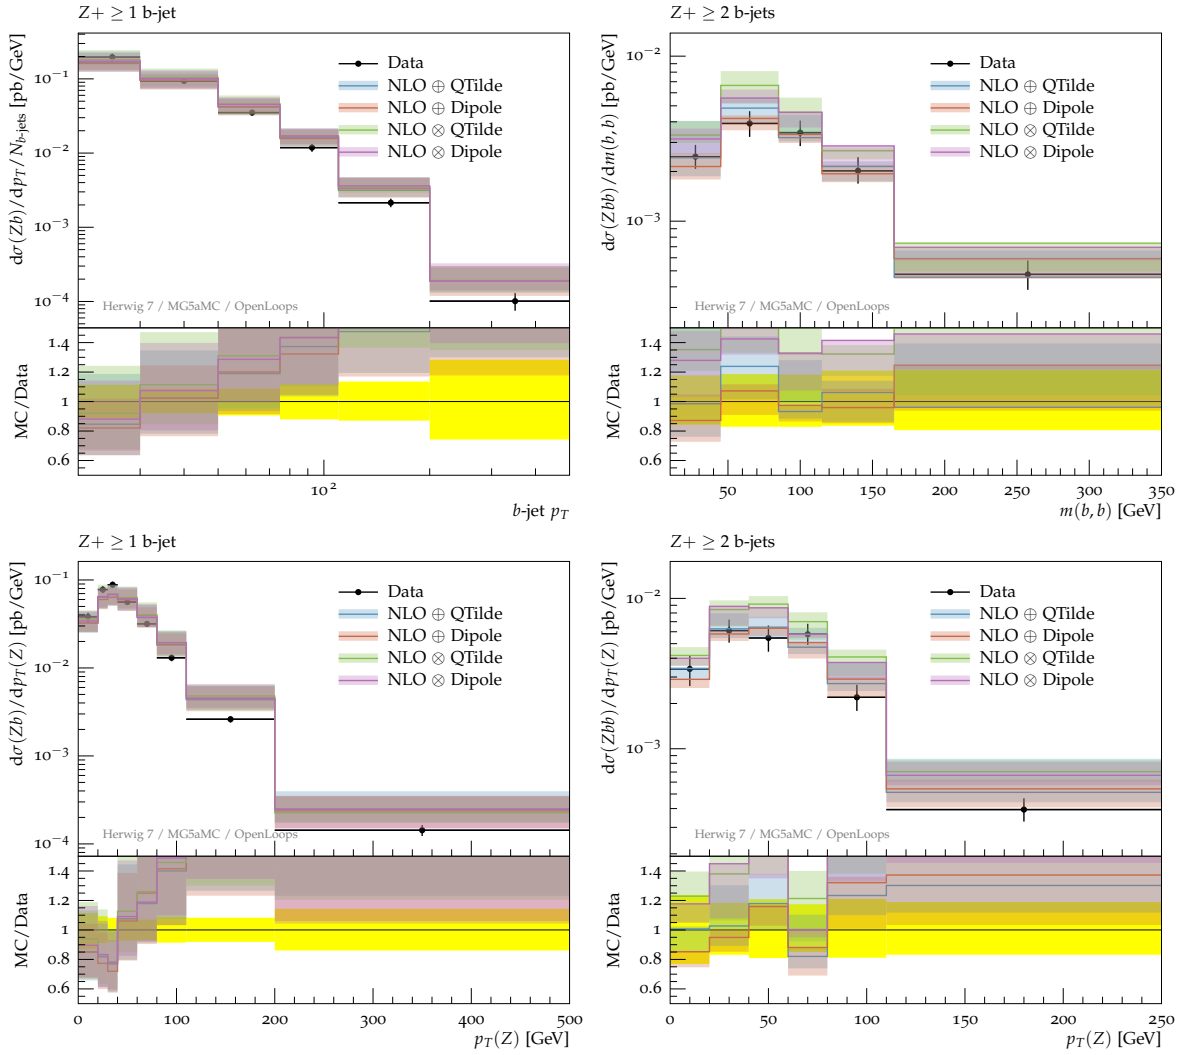 Z+ ≥ 1 b-jet
dσ(Zb)/dp_T/N_{b-jets} [pb/GeV]
10^{−1}
10^{−2}
10^{−3}
10^{−4}
Data
NLO ⊕ QTilde
NLO ⊕ Dipole
NLO ⊗ QTilde
NLO ⊗ Dipole
Herwig 7 / MG5aMC / OpenLoops
MC/Data
1.4
1.2
1
0.8
0.6
10^2
b-jet p_T
Z+ ≥ 2 b-jets
dσ(Zbb)/dm(b, b) [pb/GeV]
10^{−2}
10^{−3}
Data
NLO ⊕ QTilde
NLO ⊕ Dipole
NLO ⊗ QTilde
NLO ⊗ Dipole
Herwig 7 / MG5aMC / OpenLoops
MC/Data
1.4
1.2
1
0.8
0.6
50 100 150 200 250 300 350
m(b, b) [GeV]
Z+ ≥ 1 b-jet
dσ(Zb)/dp_T(Z) [pb/GeV]
10^{−1}
10^{−2}
10^{−3}
10^{−4}
Data
NLO ⊕ QTilde
NLO ⊕ Dipole
NLO ⊗ QTilde
NLO ⊗ Dipole
Herwig 7 / MG5aMC / OpenLoops
MC/Data
1.4
1.2
1
0.8
0.6
0 100 200 300 400 500
p_T(Z) [GeV]
Z+ ≥ 2 b-jets
dσ(Zbb)/dp_T(Z) [pb/GeV]
10^{−2}
10^{−3}
Data
NLO ⊕ QTilde
NLO ⊕ Dipole
NLO ⊗ QTilde
NLO ⊗ Dipole
Herwig 7 / MG5aMC / OpenLoops
MC/Data
1.4
1.2
1
0.8
0.6
0 50 100 150 200 250
p_T(Z) [GeV]